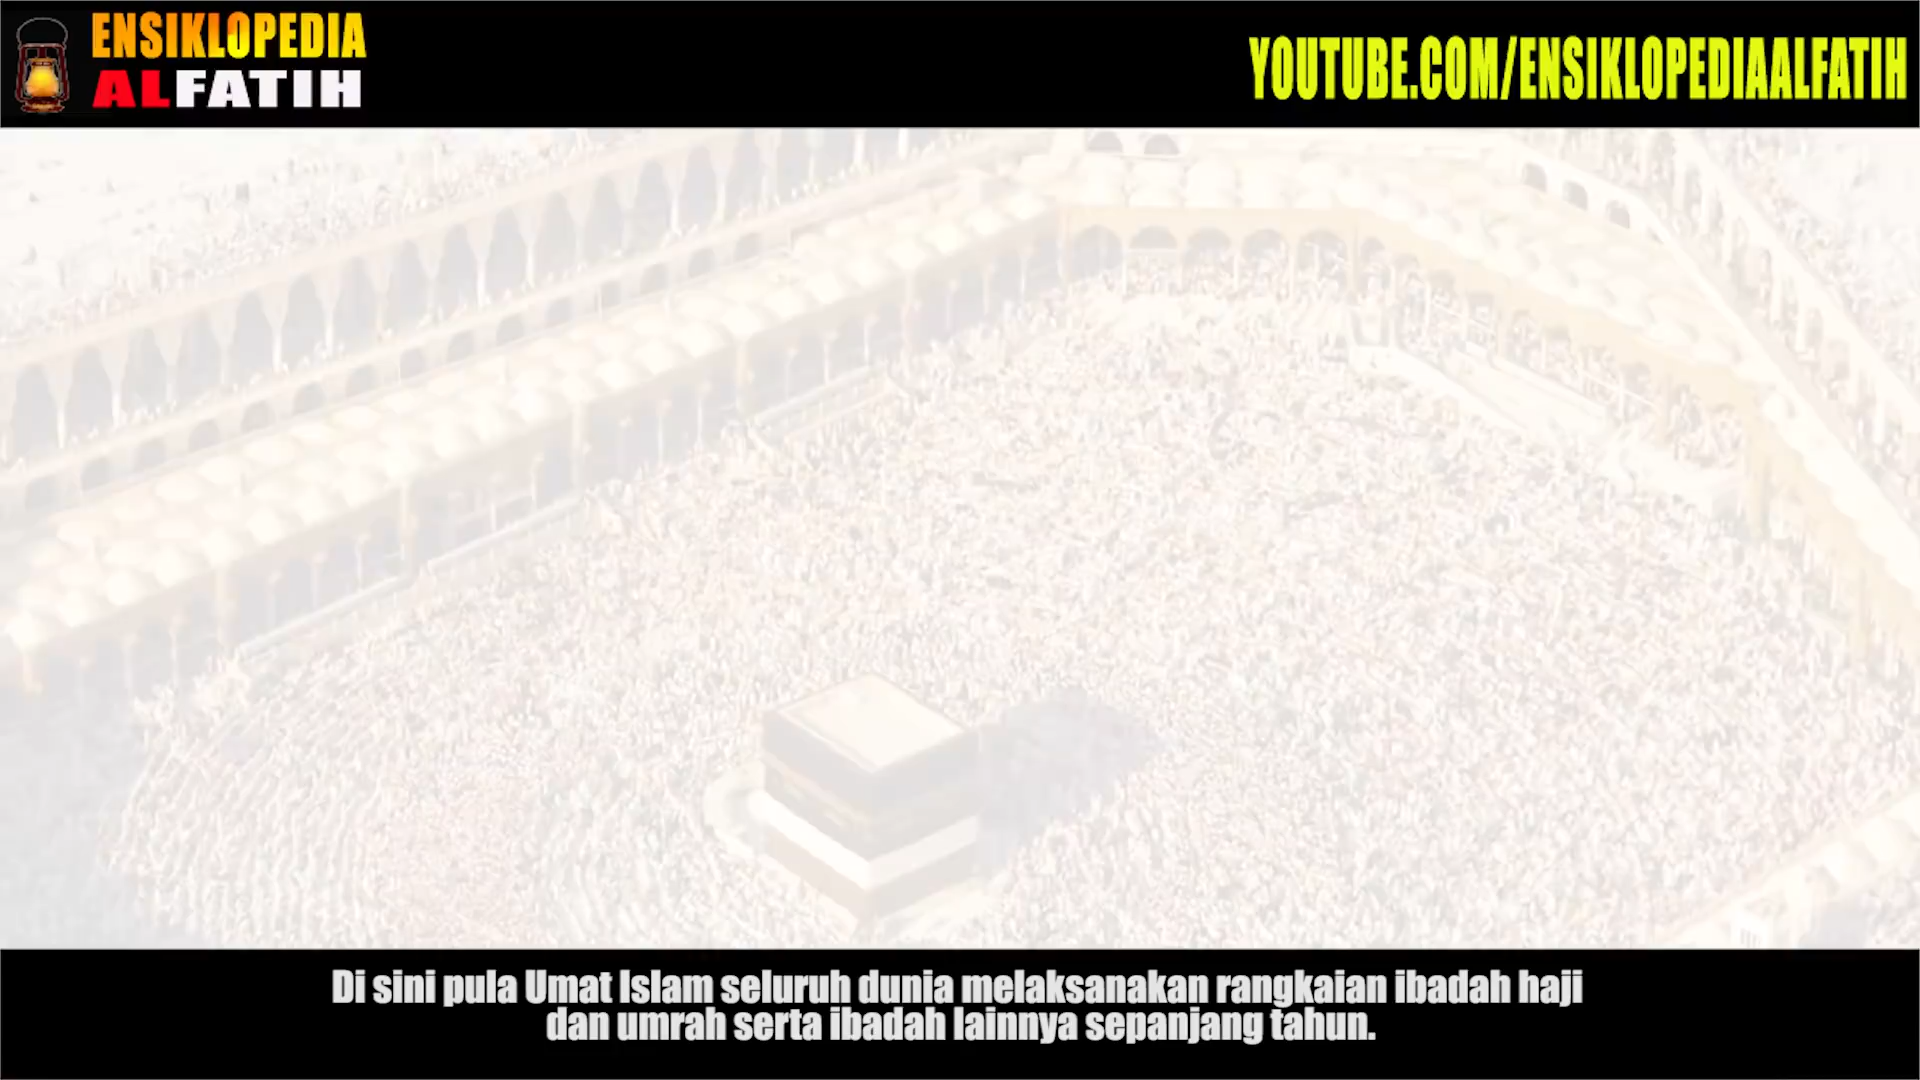 ENSIKLOPEDIA
ALFATIH
YOUTUBE.COM/ENSIKLOPEDIAALFATIH
Di sini pula Umat Islam seluruh dunia melaksanakan rangkaian ibadah haji
dan umrah serta ibadah lainnya sepanjang tahun.